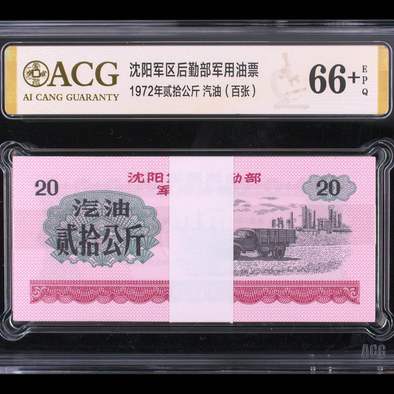 ACG
AI CANG GUARANTY
沈阳军区后勤部军用油票
1972年贰拾公斤 汽油（百张）
66+
EPQ
沈阳
勤部
军
20
20
汽油
贰拾公斤
ACG